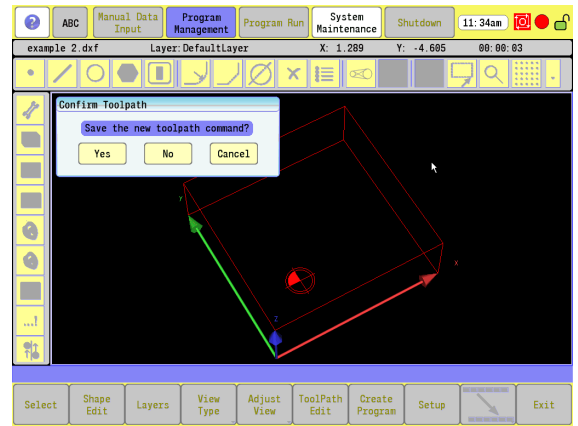 ?
ABC
Manual Data
Input
Program
Management
Program Run
System
Maintenance
Shutdown
11:34am
example 2.dxf
Layer:DefaultLayer
X: 1.289
Y: -4.605
00:00:03
Confirm Toolpath
Save the new toolpath command?
Yes
No
Cancel
Y
X
Z
...1
Select
Shape
Edit
Layers
View
Type
Adjust
View
ToolPath
Edit
Create
Program
Setup
Exit